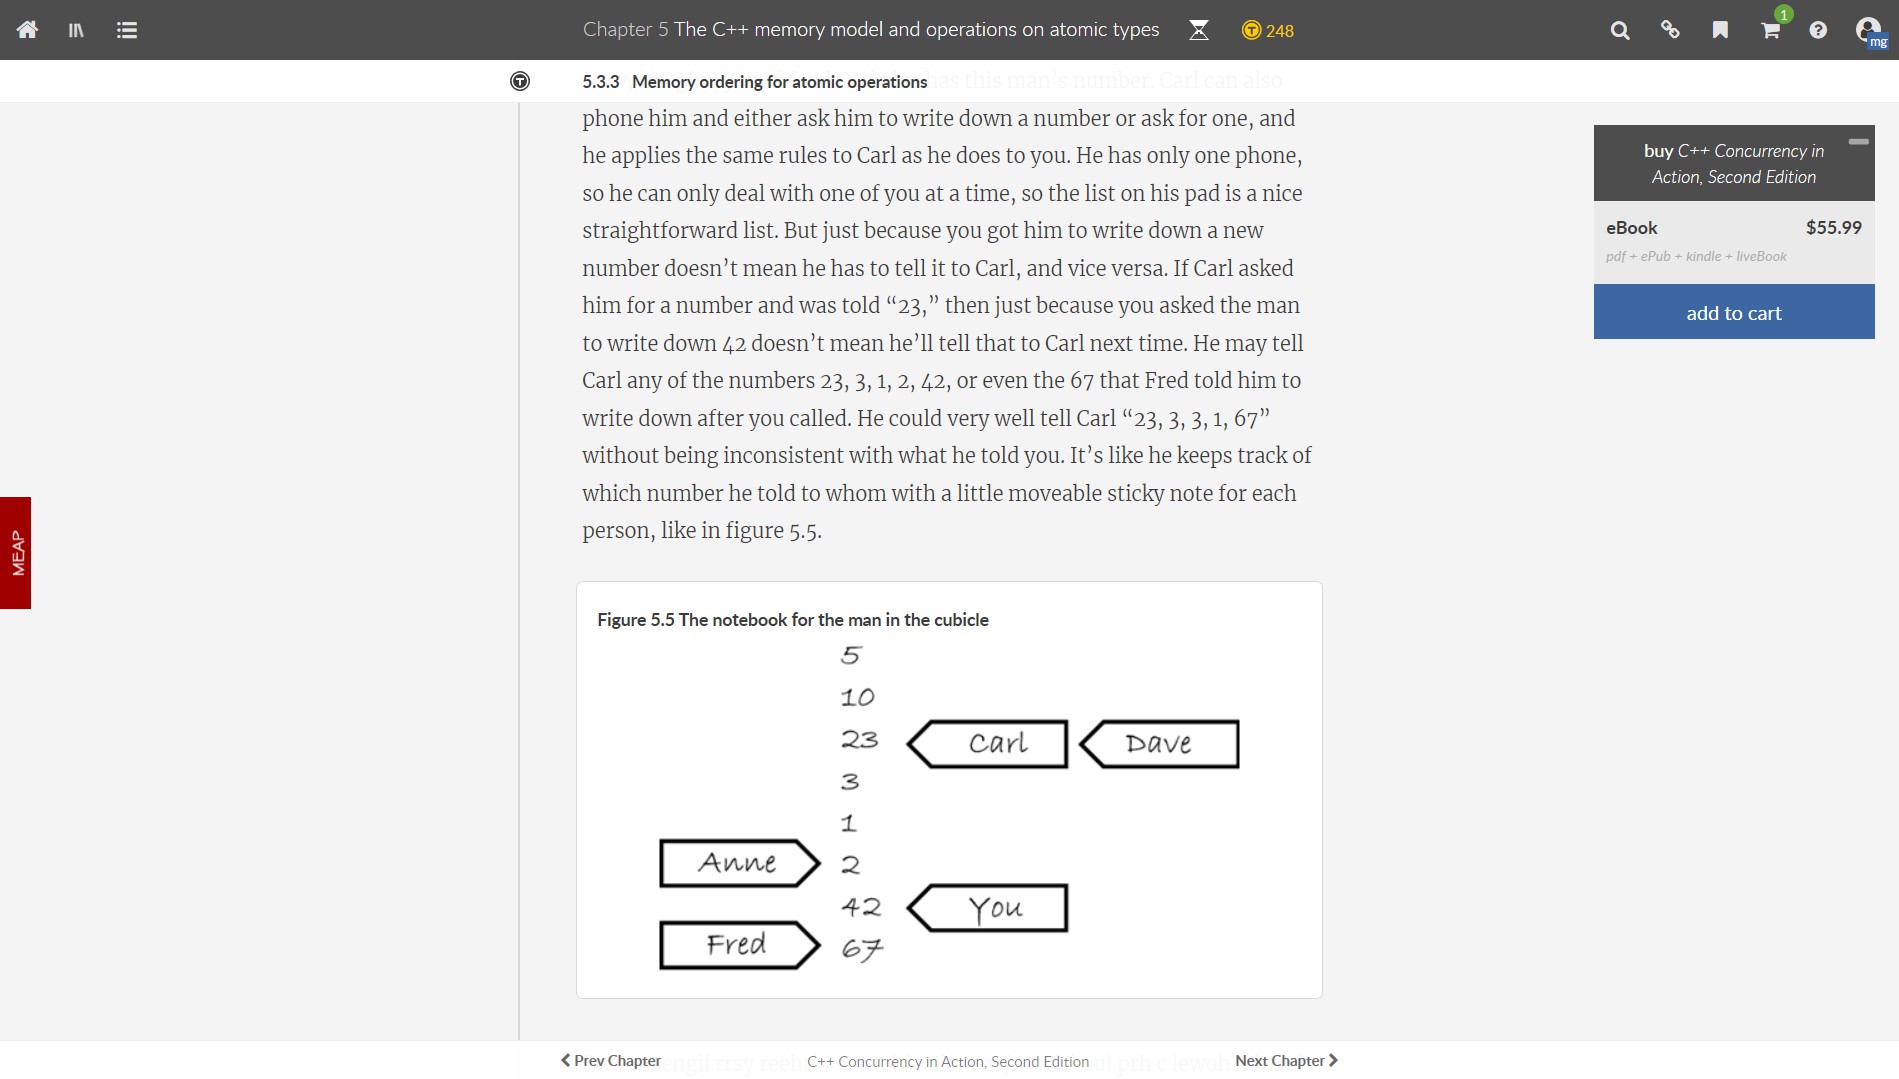 Chapter 5 The C++ memory model and operations on atomic types
248
1
mg
5.3.3 Memory ordering for atomic operations
has this man's number. Carl can also
phone him and either ask him to write down a number or ask for one, and
he applies the same rules to Carl as he does to you. He has only one phone,
so he can only deal with one of you at a time, so the list on his pad is a nice
straightforward list. But just because you got him to write down a new
number doesn’t mean he has to tell it to Carl, and vice versa. If Carl asked
him for a number and was told “23,” then just because you asked the man
to write down 42 doesn’t mean he’ll tell that to Carl next time. He may tell
Carl any of the numbers 23, 3, 1, 2, 42, or even the 67 that Fred told him to
write down after you called. He could very well tell Carl “23, 3, 3, 1, 67”
without being inconsistent with what he told you. It’s like he keeps track of
which number he told to whom with a little moveable sticky note for each
person, like in figure 5.5.
buy C++ Concurrency in
Action, Second Edition
eBook $55.99
pdf + ePub + kindle + liveBook
add to cart
MEAP
Figure 5.5 The notebook for the man in the cubicle
5
10
23 Carl Dave
3
1
Anne 2
42 You
Fred 67
Prev Chapter C++ Concurrency in Action, Second Edition Next Chapter